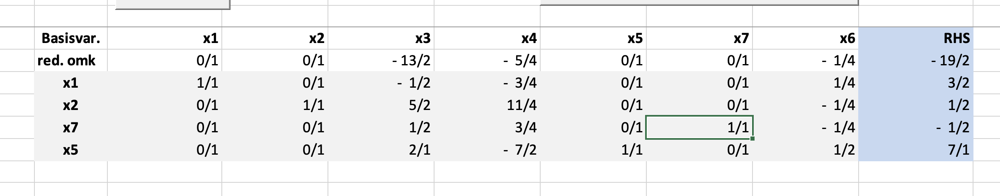 Basisvar. x1 x2 x3 x4 x5 x7 x6 RHS
red. omk 0/1 0/1 - 13/2 - 5/4 0/1 0/1 - 1/4 - 19/2
x1 1/1 0/1 - 1/2 - 3/4 0/1 0/1 1/4 3/2
x2 0/1 1/1 5/2 11/4 0/1 0/1 - 1/4 1/2
x7 0/1 0/1 1/2 3/4 0/1 1/1 - 1/4 - 1/2
x5 0/1 0/1 2/1 - 7/2 1/1 0/1 1/2 7/1